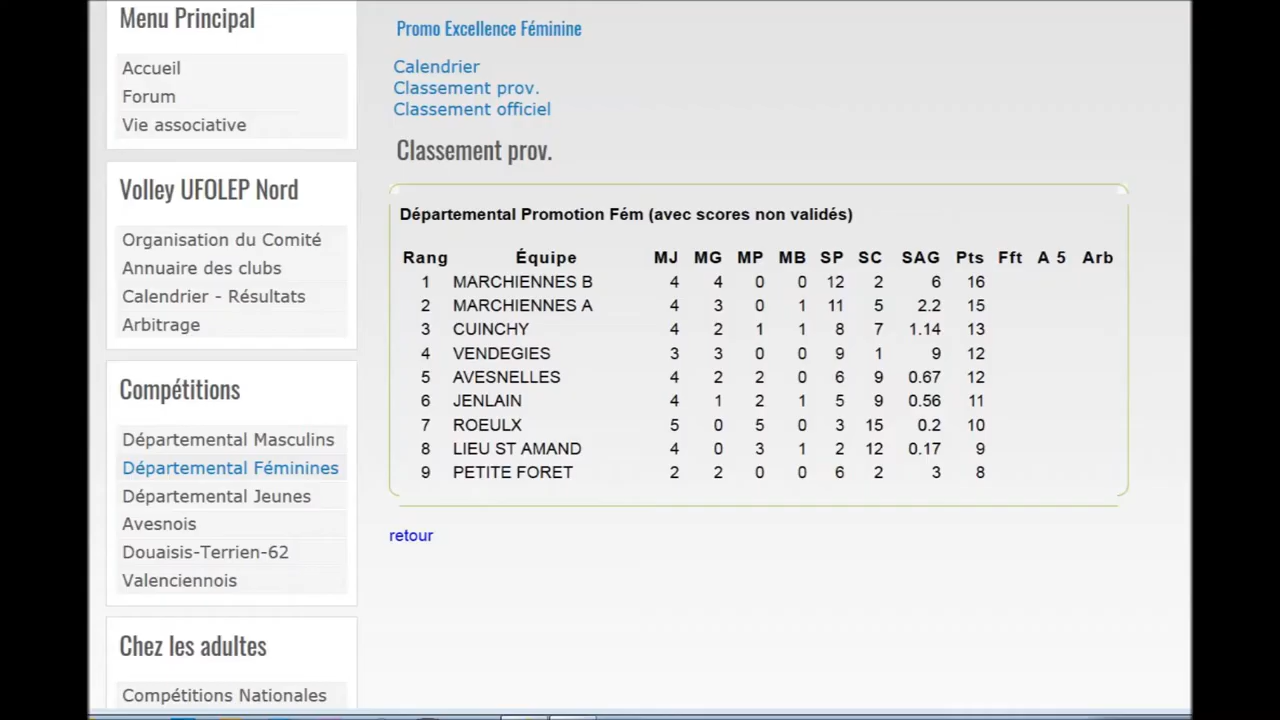 Menu Principal
Accueil
Forum
Vie associative
Volley UFOLEP Nord
Organisation du Comité
Annuaire des clubs
Calendrier - Résultats
Arbitrage
Compétitions
Départemental Masculins
Départemental Féminines
Départemental Jeunes
Avesnois
Douaisis-Terrien-62
Valenciennois
Chez les adultes
Compétitions Nationales
Promo Excellence Féminine
Calendrier
Classement prov.
Classement officiel
Classement prov.
Départemental Promotion Fém (avec scores non validés)
Rang Équipe MJ MG MP MB SP SC SAG Pts Fft A 5 Arb
1 MARCHIENNES B 4 4 0 0 12 2 6 16
2 MARCHIENNES A 4 3 0 1 11 5 2.2 15
3 CUINCHY 4 2 1 1 8 7 1.14 13
4 VENDEGIES 3 3 0 0 9 1 9 12
5 AVESNELLES 4 2 2 0 6 9 0.67 12
6 JENLAIN 4 1 2 1 5 9 0.56 11
7 ROEULX 5 0 5 0 3 15 0.2 10
8 LIEU ST AMAND 4 0 3 1 2 12 0.17 9
9 PETITE FORET 2 2 0 0 6 2 3 8
retour